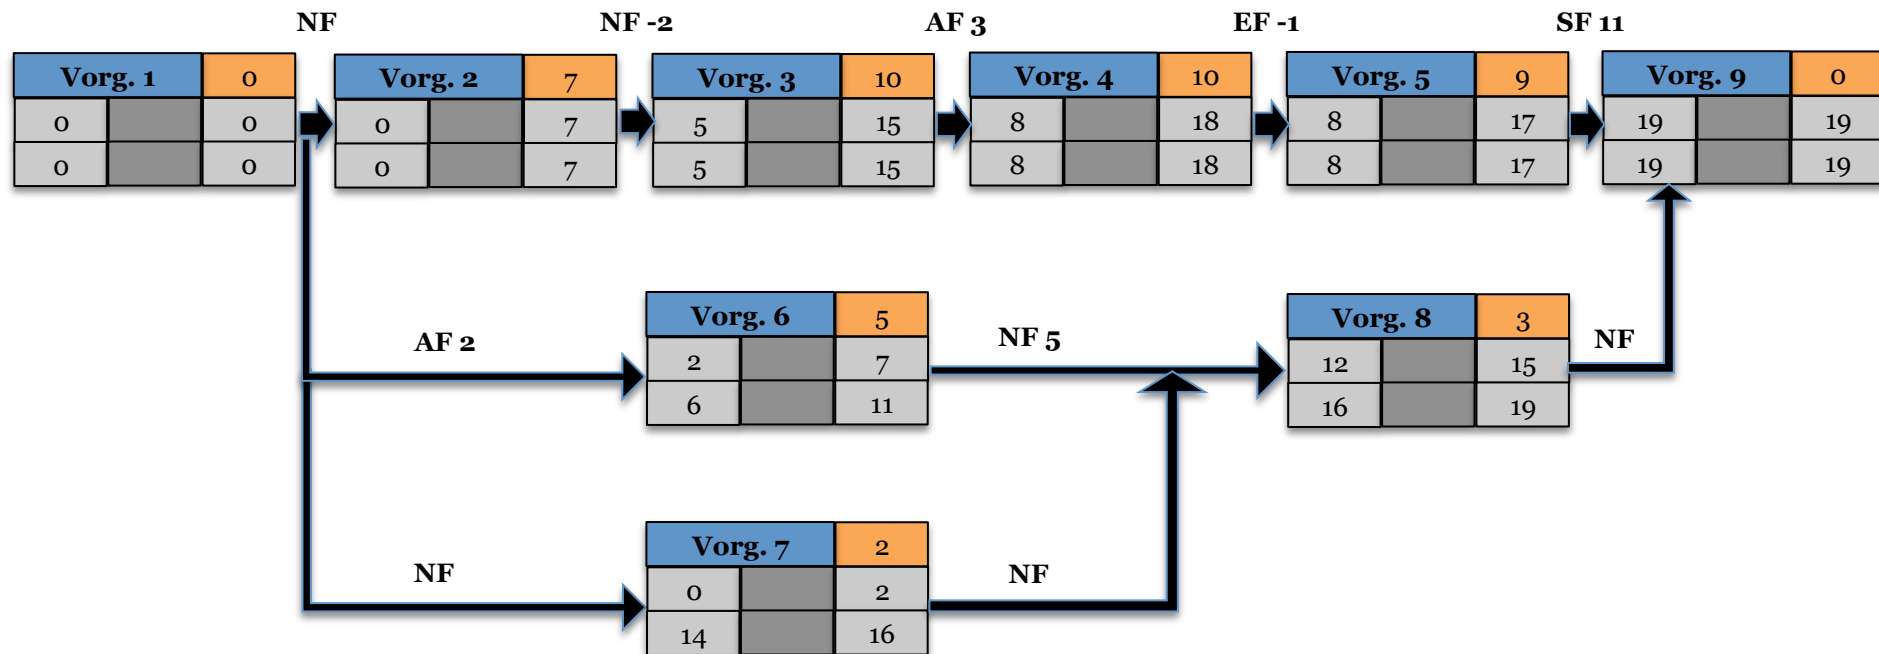 NF NF -2 AF 3 EF -1 SF 11
Vorg. 1 0 Vorg. 2 7 Vorg. 3 10 Vorg. 4 10 Vorg. 5 9 Vorg. 9 0
0 0 0 7 5 15 8 18 8 17 19 19
0 0 0 7 5 15 8 18 8 17 19 19
Vorg. 6 5 Vorg. 8 3
AF 2 2 7 NF 5 12 15 NF
6 11 16 19
Vorg. 7 2
NF 0 2 NF
14 16